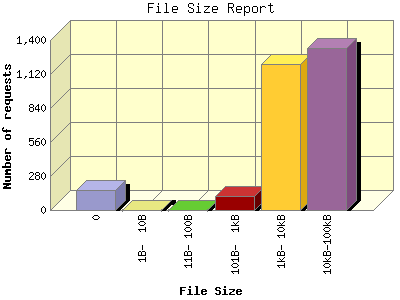 File Size Report
Number of requests
1,400
1,120
840
560
280
0
0
1B- 10B
11B- 100B
101B- 1kB
1kB- 10kB
10kB-100kB
File Size